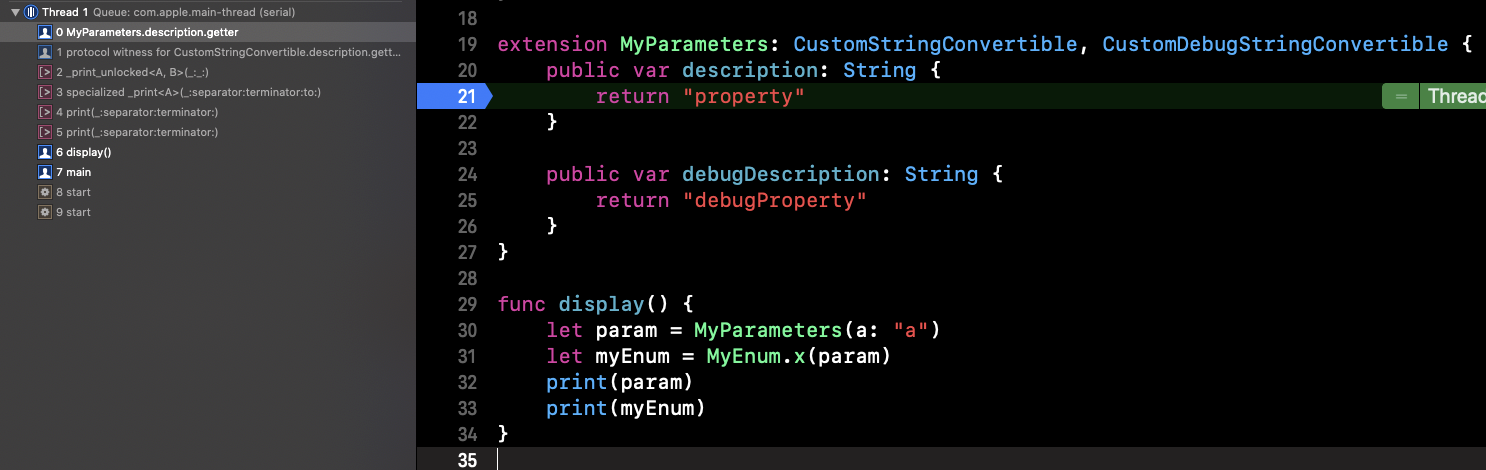 Thread 1 Queue: com.apple.main-thread (serial)
0 MyParameters.description.getter
1 protocol witness for CustomStringConvertible.description.gett...
2 _print_unlocked<A, B>(_:_:)
3 specialized _print<A>(_:separator:terminator:to:)
4 print(_:separator:terminator:)
5 print(_:separator:terminator:)
6 display()
7 main
8 start
9 start
18
19 extension MyParameters: CustomStringConvertible, CustomDebugStringConvertible {
20     public var description: String {
21         return "property" = Thread
22     }
23
24     public var debugDescription: String {
25         return "debugProperty"
26     }
27 }
28
29 func display() {
30     let param = MyParameters(a: "a")
31     let myEnum = MyEnum.x(param)
32     print(param)
33     print(myEnum)
34 }
35